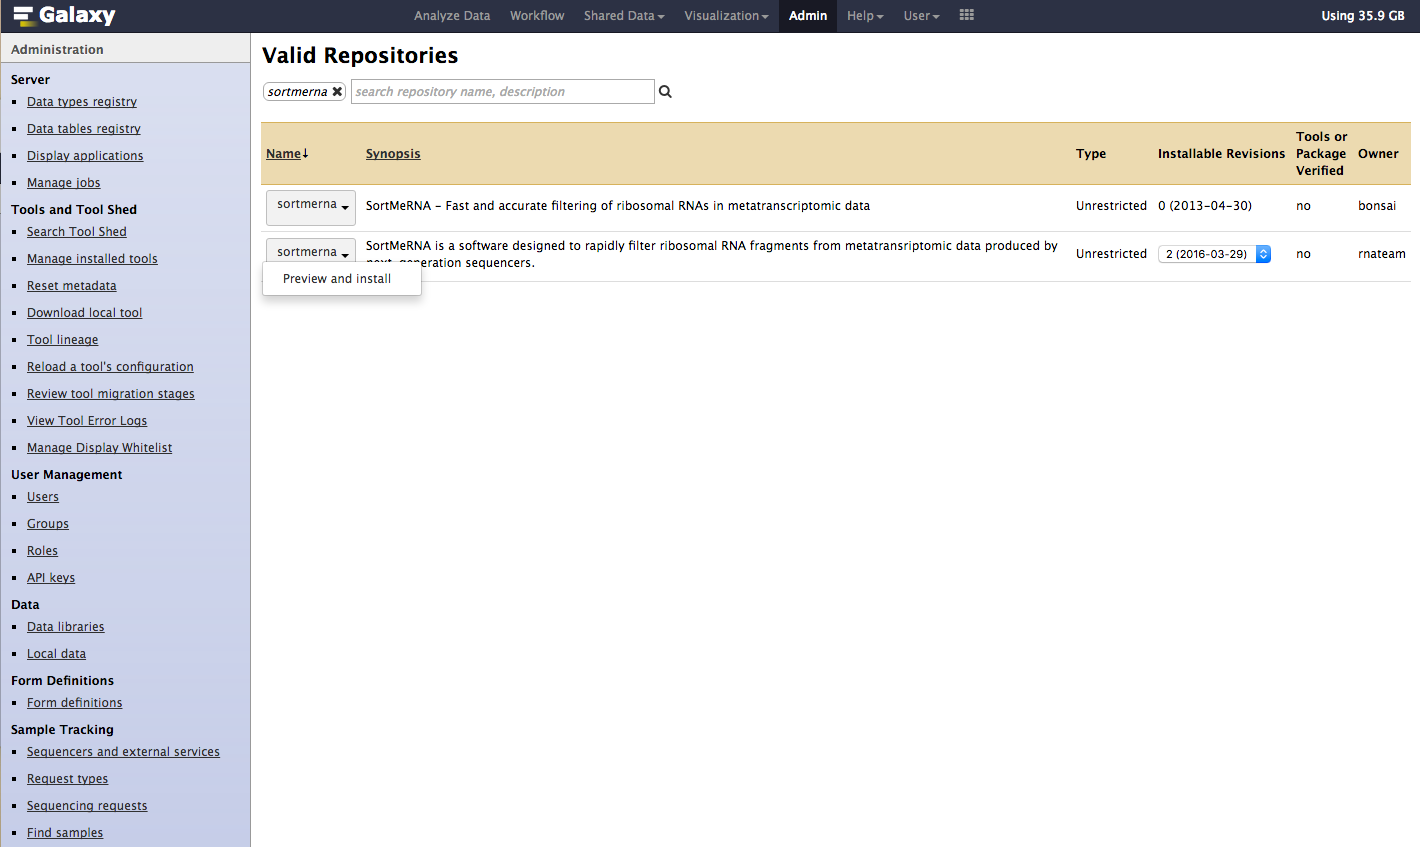 Galaxy
Analyze Data Workflow Shared Data Visualization Admin Help User Using 35.9 GB
Administration
Server
Data types registry
Data tables registry
Display applications
Manage jobs
Tools and Tool Shed
Search Tool Shed
Manage installed tools
Reset metadata
Download local tool
Tool lineage
Reload a tool's configuration
Review tool migration stages
View Tool Error Logs
Manage Display Whitelist
User Management
Users
Groups
Roles
API keys
Data
Data libraries
Local data
Form Definitions
Form definitions
Sample Tracking
Sequencers and external services
Request types
Sequencing requests
Find samples
Valid Repositories
sortmerna search repository name, description
Name↓ Synopsis Type Installable Revisions Tools or Package Verified Owner
sortmerna SortMeRNA - Fast and accurate filtering of ribosomal RNAs in metatranscriptomic data Unrestricted 0 (2013-04-30) no bonsai
sortmerna SortMeRNA is a software designed to rapidly filter ribosomal RNA fragments from metatransriptomic data produced by
next-generation sequencers. Unrestricted 2 (2016-03-29) no rnateam
Preview and install